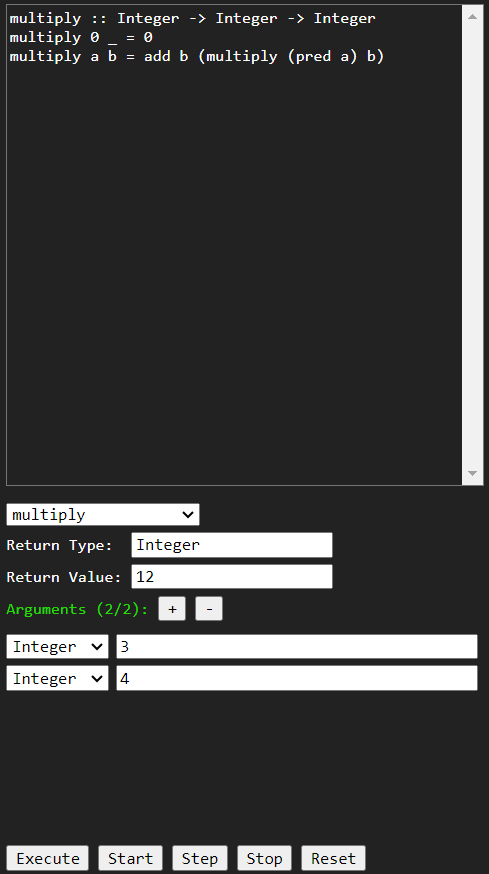 multiply :: Integer -> Integer -> Integer
multiply 0 _ = 0
multiply a b = add b (multiply (pred a) b)
multiply
Return Type: Integer
Return Value: 12
Arguments (2/2): + -
Integer 3
Integer 4
Execute Start Step Stop Reset